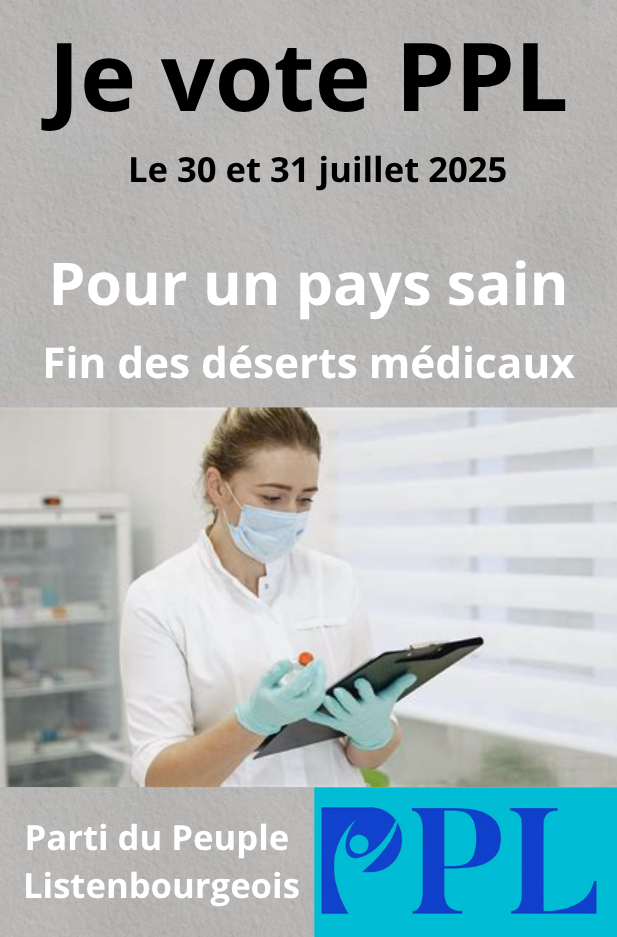 Je vote PPL
Le 30 et 31 juillet 2025
Pour un pays sain
Fin des déserts médicaux
Parti du Peuple
Listenbourgeois
PPL